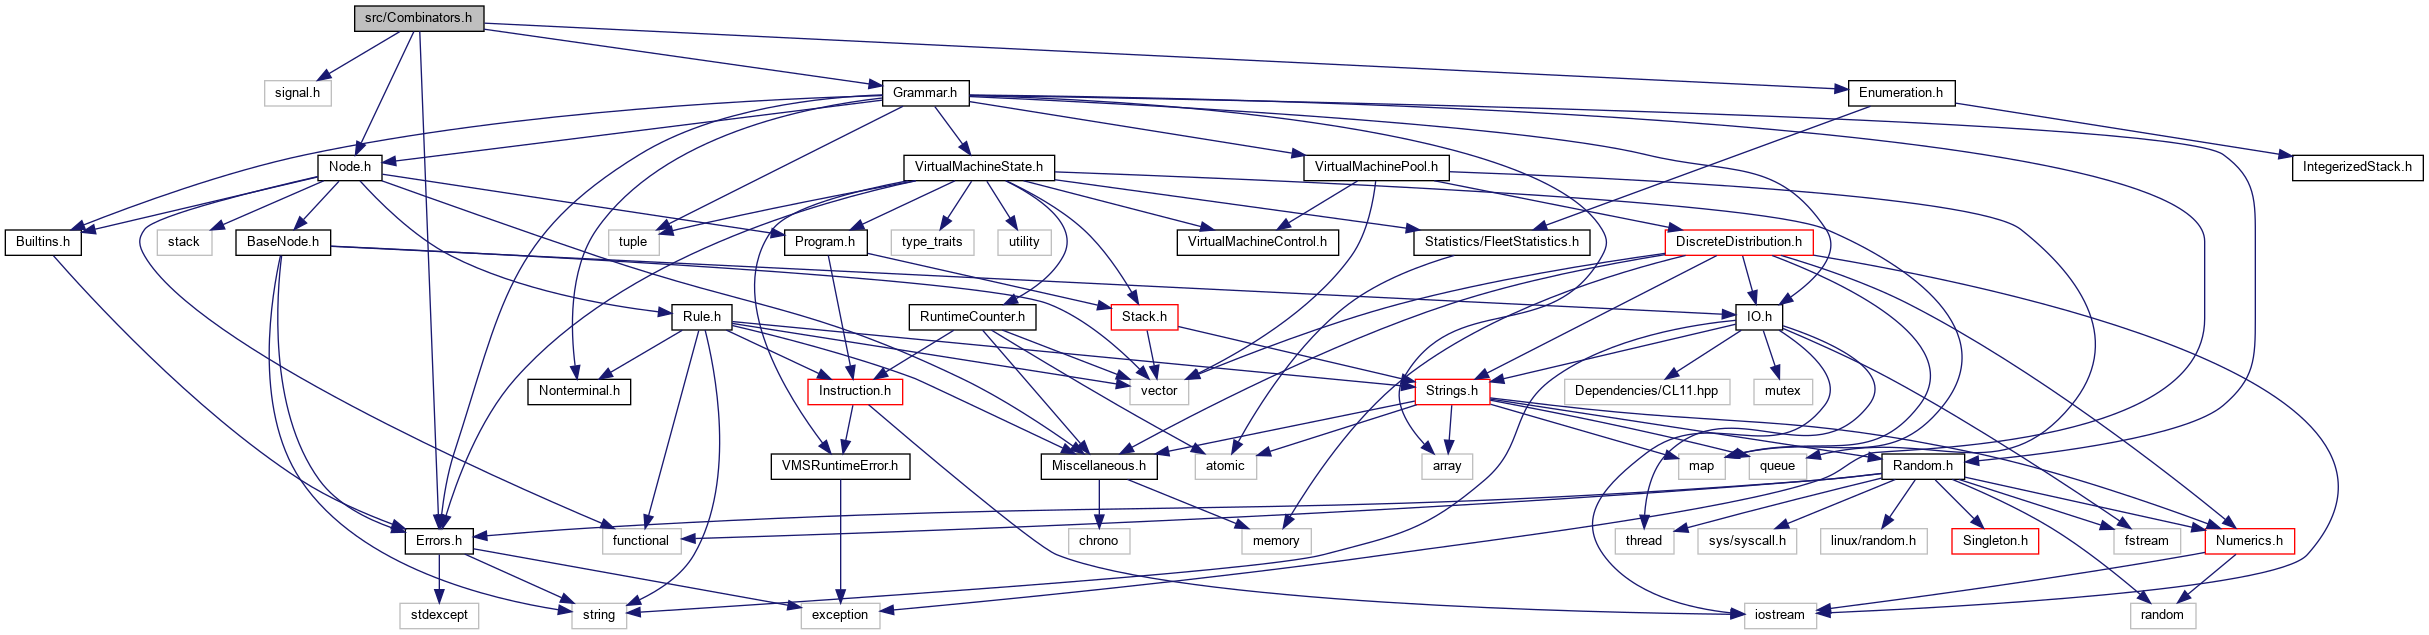 src/Combinators.h
signal.h
Grammar.h
Enumeration.h
Node.h
VirtualMachineState.h
VirtualMachinePool.h
IntegerizedStack.h
Builtins.h
stack
BaseNode.h
tuple
Program.h
type_traits
utility
VirtualMachineControl.h
Statistics/FleetStatistics.h
DiscreteDistribution.h
Rule.h
RuntimeCounter.h
Stack.h
IO.h
Nonterminal.h
Instruction.h
vector
Strings.h
Dependencies/CL11.hpp
mutex
VMSRuntimeError.h
Miscellaneous.h
atomic
array
map
queue
Random.h
Errors.h
functional
chrono
memory
thread
sys/syscall.h
linux/random.h
Singleton.h
fstream
Numerics.h
stdexcept
string
exception
iostream
random